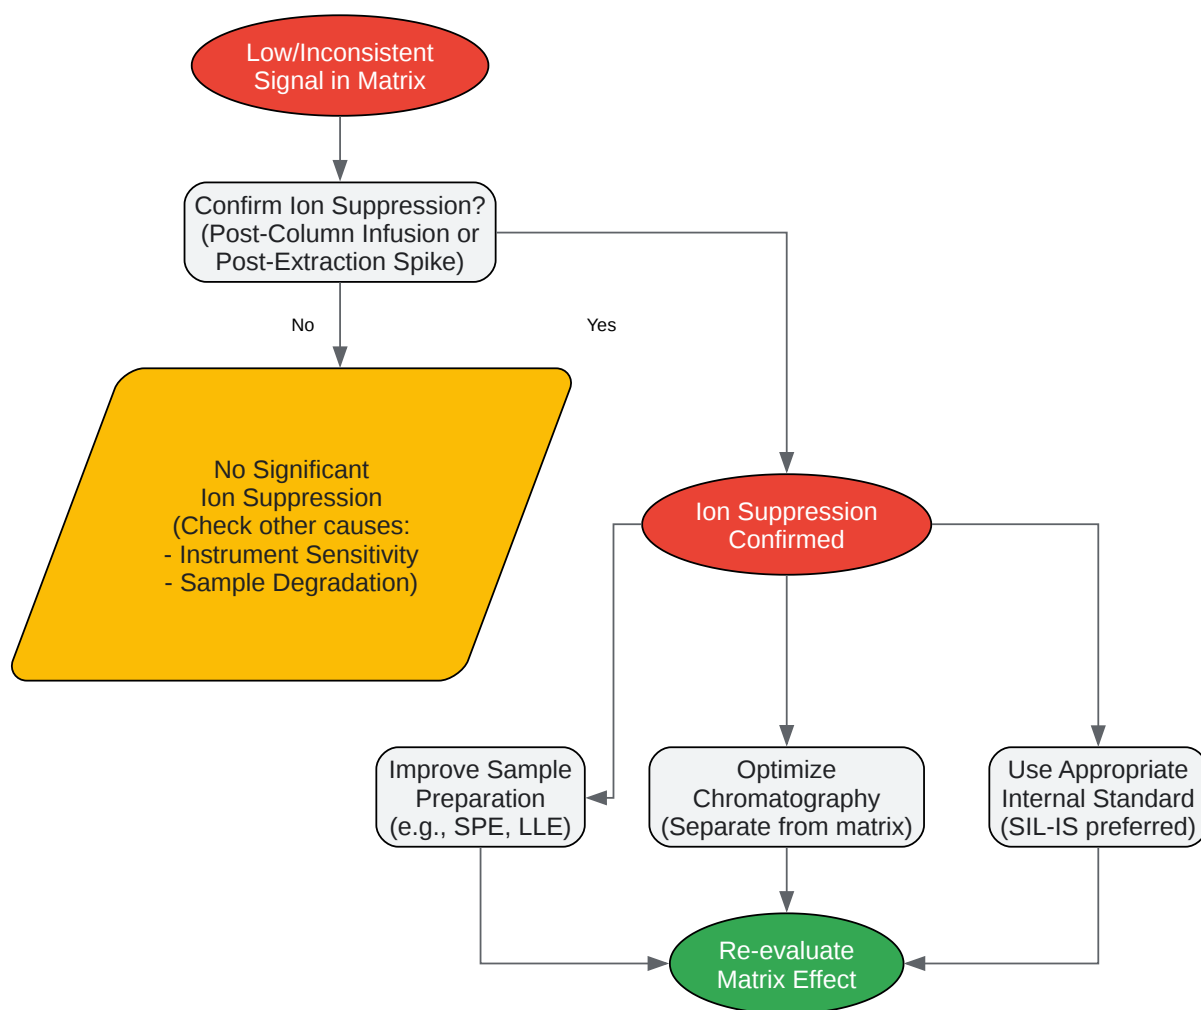 Low/Inconsistent
Signal in Matrix
Confirm Ion Suppression?
(Post-Column Infusion or
Post-Extraction Spike)
No
Yes
No Significant
Ion Suppression
(Check other causes:
- Instrument Sensitivity
- Sample Degradation)
Ion Suppression
Confirmed
Improve Sample
Preparation
(e.g., SPE, LLE)
Optimize
Chromatography
(Separate from matrix)
Use Appropriate
Internal Standard
(SIL-IS preferred)
Re-evaluate
Matrix Effect